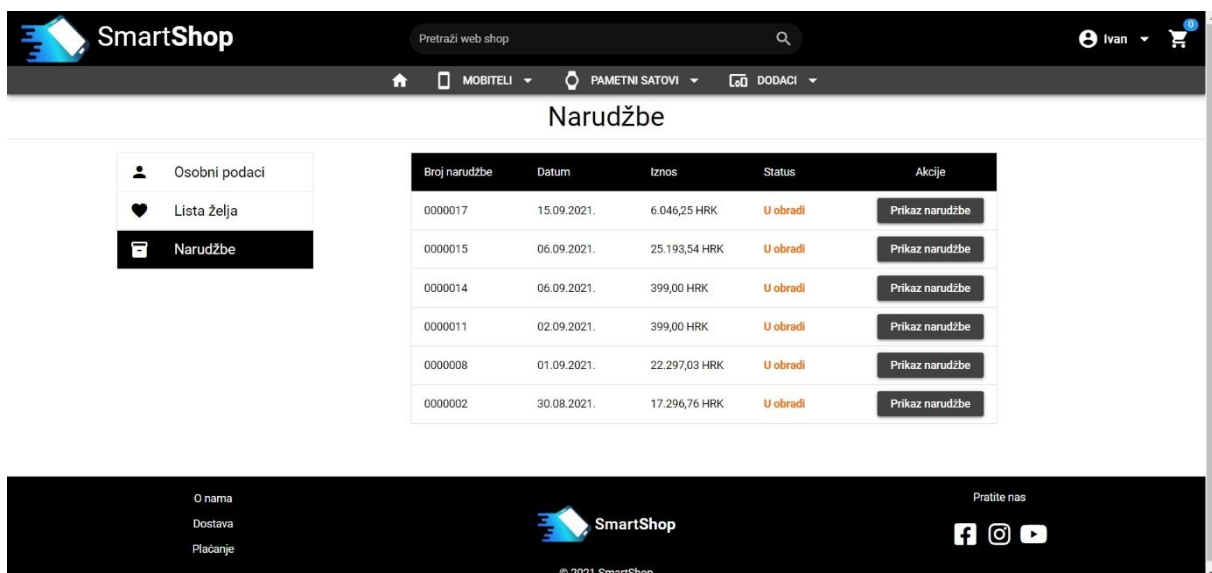 SmartShop
Pretraži web shop
Ivan
0
MOBITELI
PAMETNI SATOVI
DODACI
Narudžbe
Osobni podaci
Lista želja
Narudžbe
Broj narudžbe Datum Iznos Status Akcije
0000017 15.09.2021. 6.046,25 HRK U obradi Prikaz narudžbe
0000015 06.09.2021. 25.193,54 HRK U obradi Prikaz narudžbe
0000014 06.09.2021. 399,00 HRK U obradi Prikaz narudžbe
0000011 02.09.2021. 399,00 HRK U obradi Prikaz narudžbe
0000008 01.09.2021. 22.297,03 HRK U obradi Prikaz narudžbe
0000002 30.08.2021. 17.296,76 HRK U obradi Prikaz narudžbe
O nama
Dostava
Plaćanje
SmartShop
© 2021 SmartShop
Pratite nas